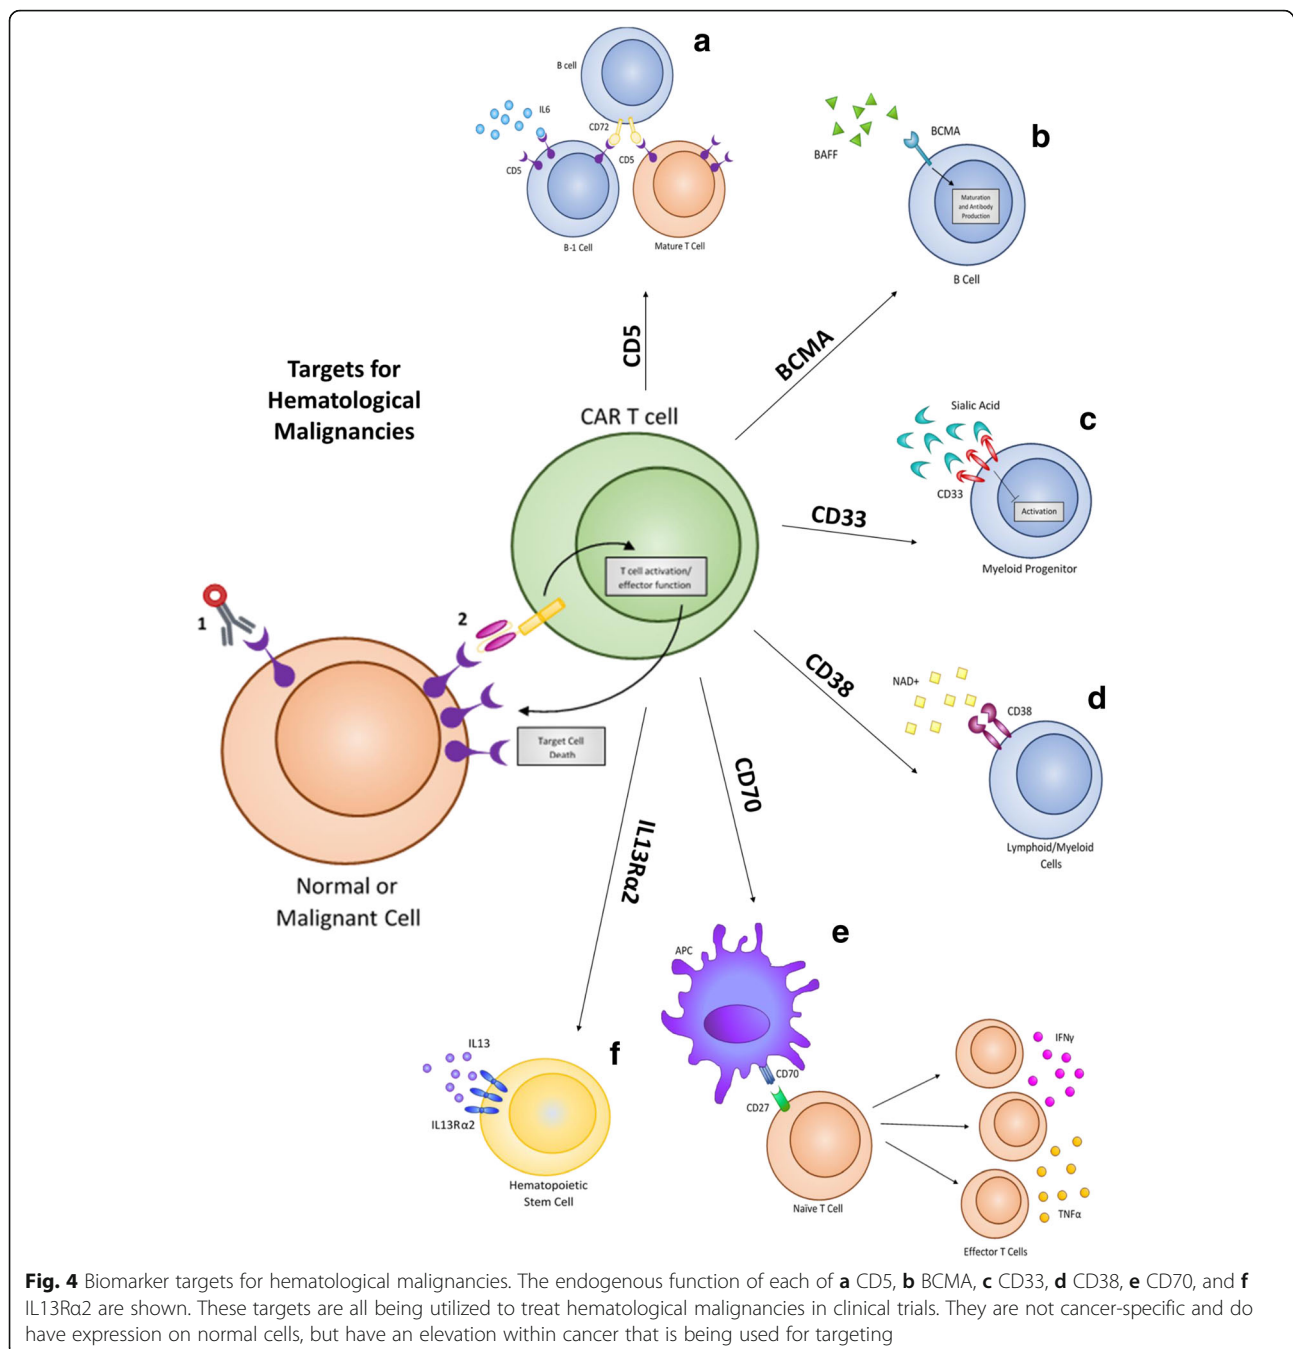 a
B cell
IL6
CD72
CD5
CD5
B-1 Cell
Mature T Cell
b
BCMA
BAFF
Maturation
and Antibody
Production
B Cell
CD5
BCMA
Targets for
Hematological
Malignancies
CAR T cell
c
Sialic Acid
CD33
Activation
Myeloid Progenitor
CD33
T cell activation/
effector function
1
2
CD38
d
NAD+
CD38
Lymphoid/Myeloid
Cells
Target Cell
Death
CD70
IL13Rα2
Normal or
Malignant Cell
e
APC
CD70
CD27
Naïve T Cell
IFNγ
TNFα
Effector T Cells
f
IL13
IL13Rα2
Hematopoietic
Stem Cell
Fig. 4 Biomarker targets for hematological malignancies. The endogenous function of each of a CD5, b BCMA, c CD33, d CD38, e CD70, and f
IL13Rα2 are shown. These targets are all being utilized to treat hematological malignancies in clinical trials. They are not cancer-specific and do
have expression on normal cells, but have an elevation within cancer that is being used for targeting